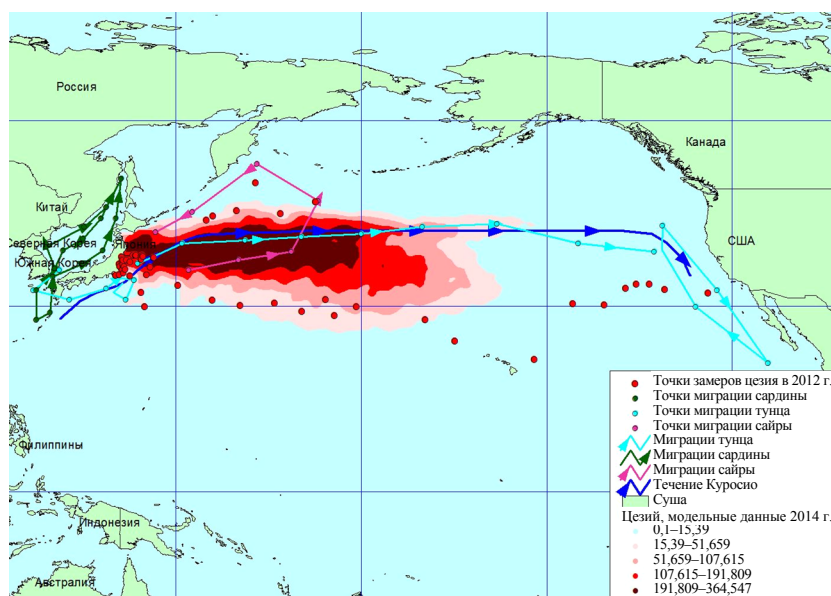 Россия
Канада
Китай
США
Северная Корея
Япония
Южная Корея
Филиппины
Индонезия
Австралия
Точки замеров цезия в 2012 г.
Точки миграции сардины
Точки миграции тунца
Точки миграции сайры
Миграции тунца
Миграции сардины
Миграции сайры
Течение Куросио
Суша
Цезий, модельные данные 2014 г.
0,1–15,39
15,39–51,659
51,659–107,615
107,615–191,809
191,809–364,547